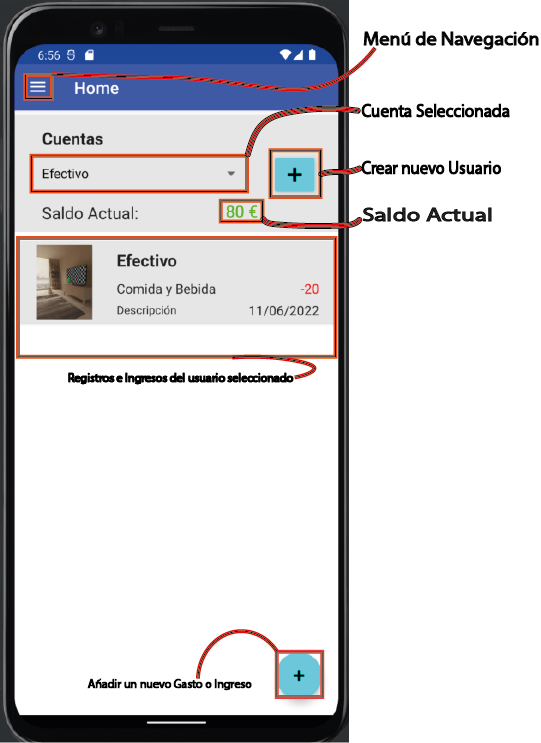 6:56
Menú de Navegación
Home
Cuentas
Cuenta Seleccionada
Efectivo
+
Crear nuevo Usuario
Saldo Actual:
80 €
Saldo Actual
Efectivo
Comida y Bebida
-20
Descripción
11/06/2022
Registros e Ingresos del usuario seleccionado
Añadir un nuevo Gasto o Ingreso
+